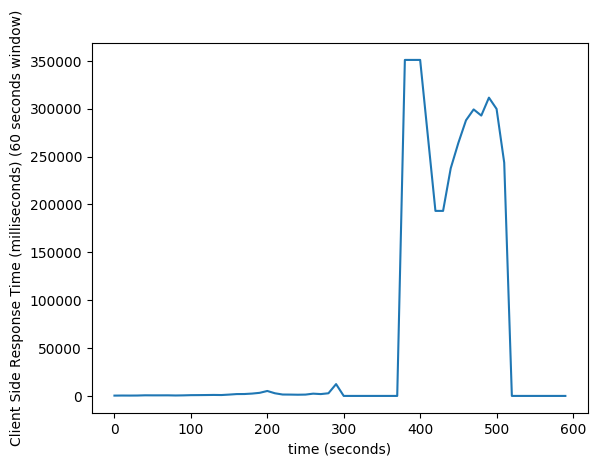 Client Side Response Time (milliseconds) (60 seconds window)
350000
300000
250000
200000
150000
100000
50000
0
0 100 200 300 400 500 600
time (seconds)